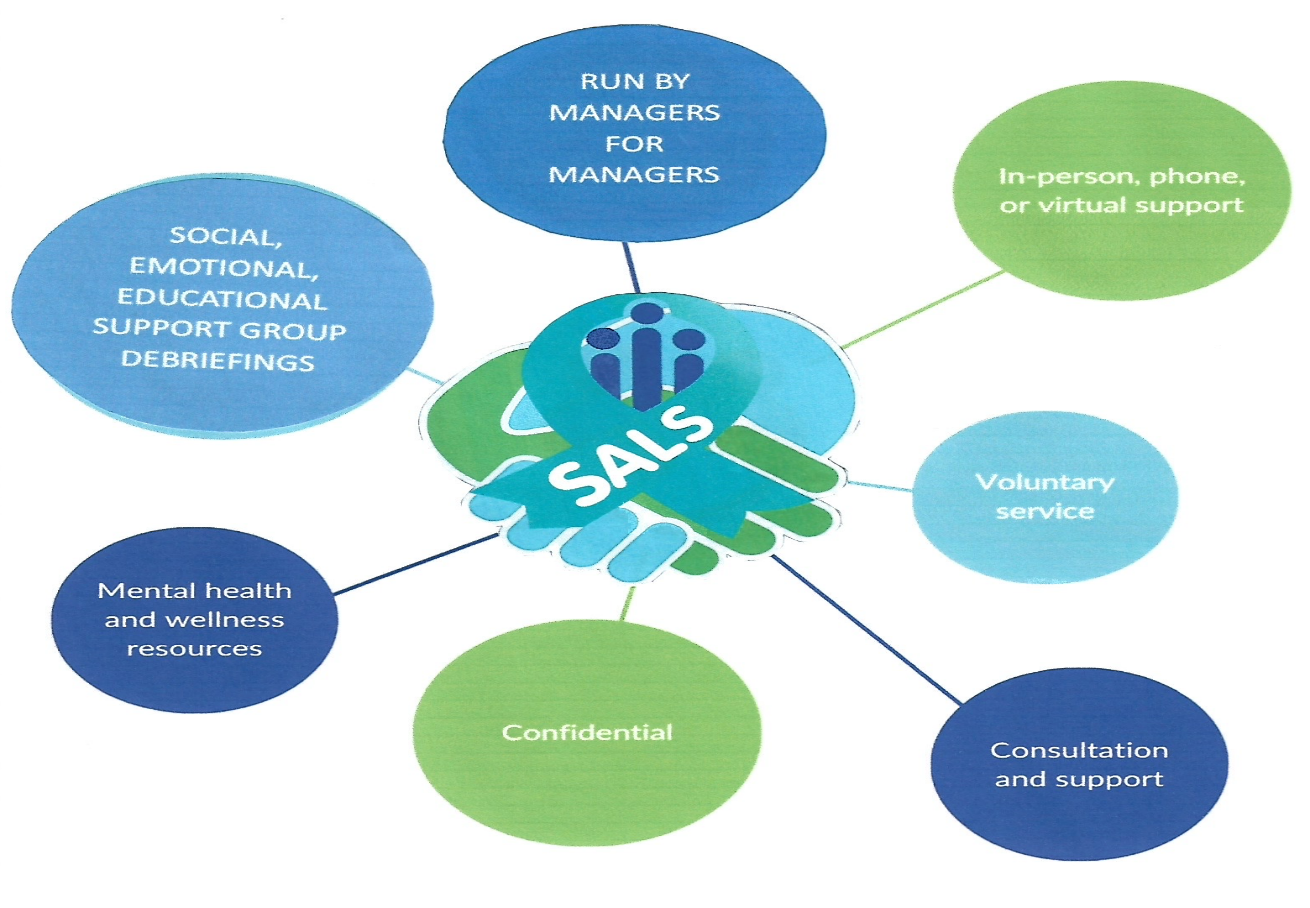 RUN BY
MANAGERS
FOR
MANAGERS
In-person, phone,
or virtual support
SOCIAL,
EMOTIONAL,
EDUCATIONAL
SUPPORT GROUP
DEBRIEFINGS
SALS
Voluntary
service
Mental health
and wellness
resources
Confidential
Consultation
and support